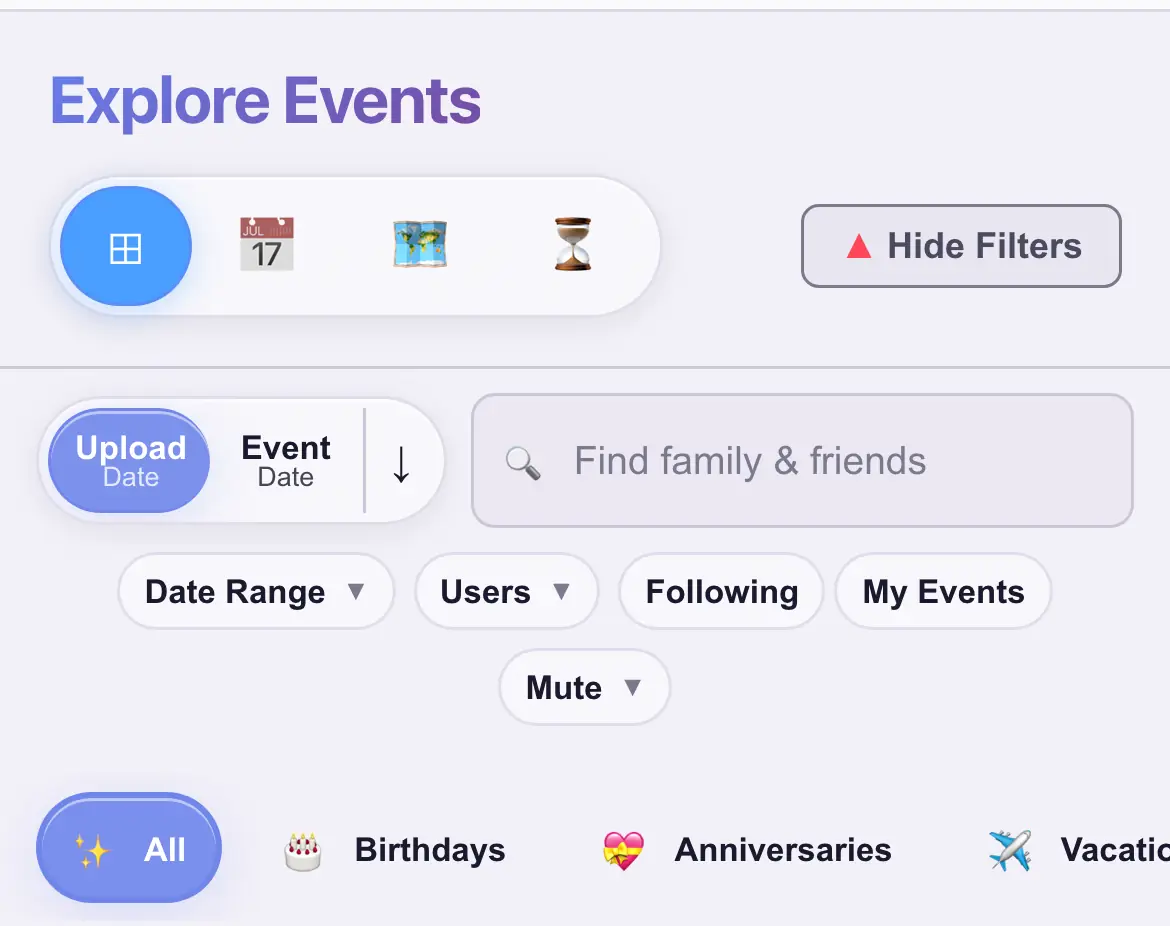 Explore Events
JUL
17
Hide Filters
Upload Date
Event Date
Find family & friends
Date Range
Users
Following
My Events
Mute
All
Birthdays
Anniversaries
Vacatio